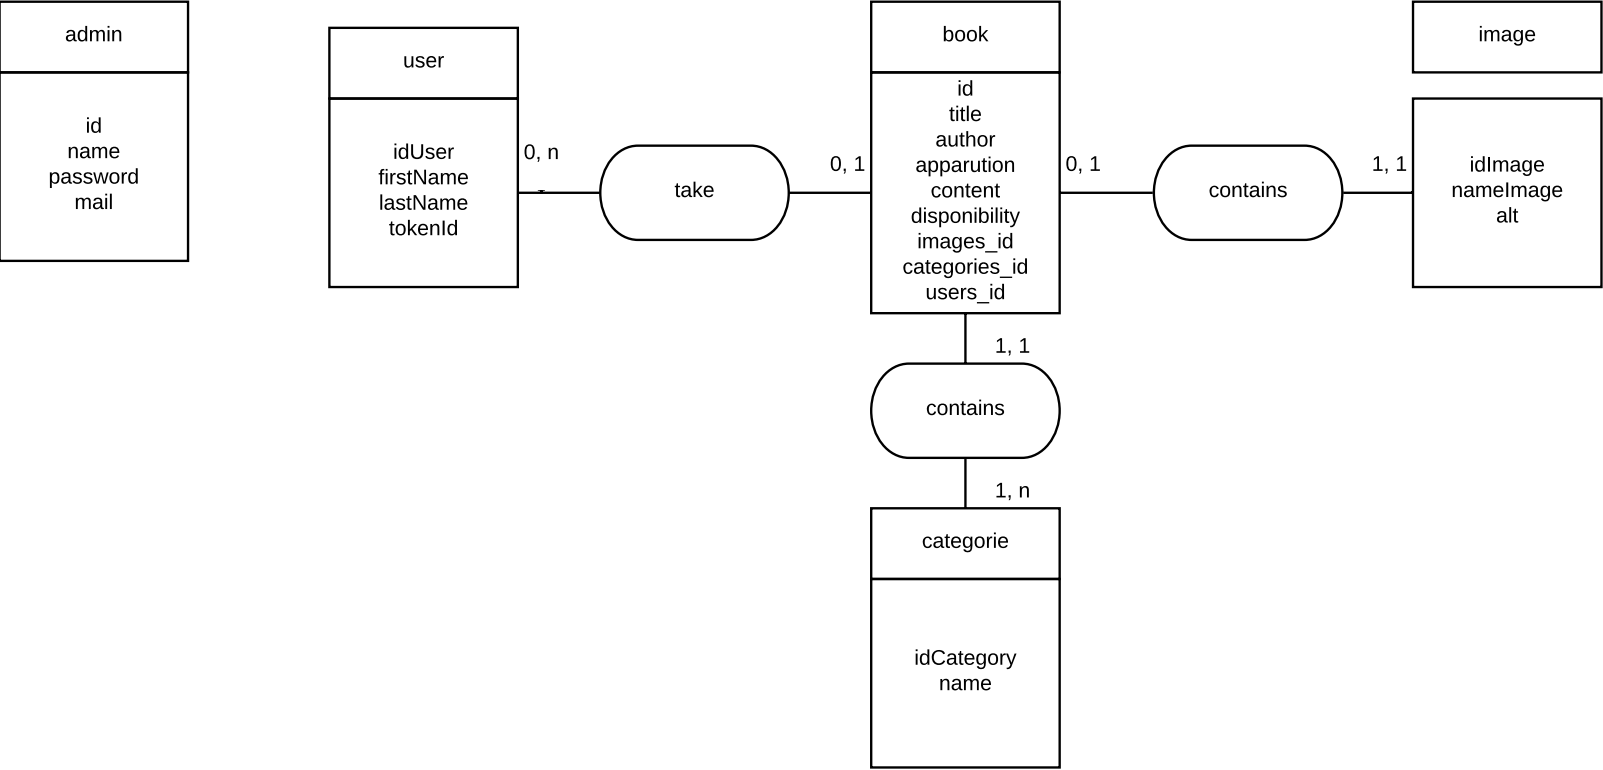 admin
id
name
password
mail
user
idUser
firstName
lastName
tokenId
0, n
take
0, 1
book
id
title
author
apparution
content
disponibility
images_id
categories_id
users_id
0, 1
contains
1, 1
image
idImage
nameImage
alt
1, 1
contains
1, n
categorie
idCategory
name